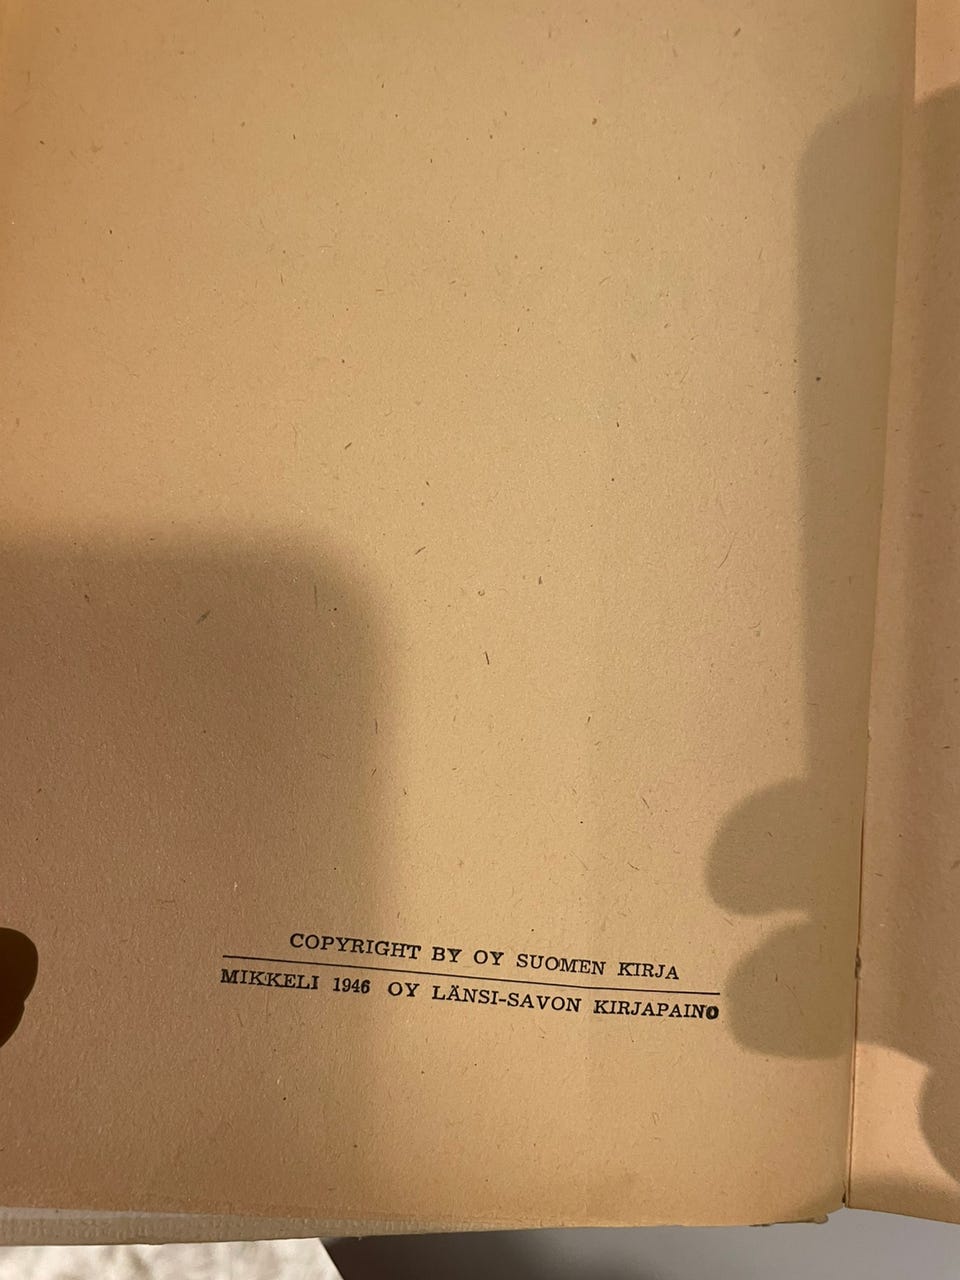 COPYRIGHT BY OY SUOMEN KIRJA
MIKKELI 1946 OY LÄNSI-SAVON KIRJAPAINO